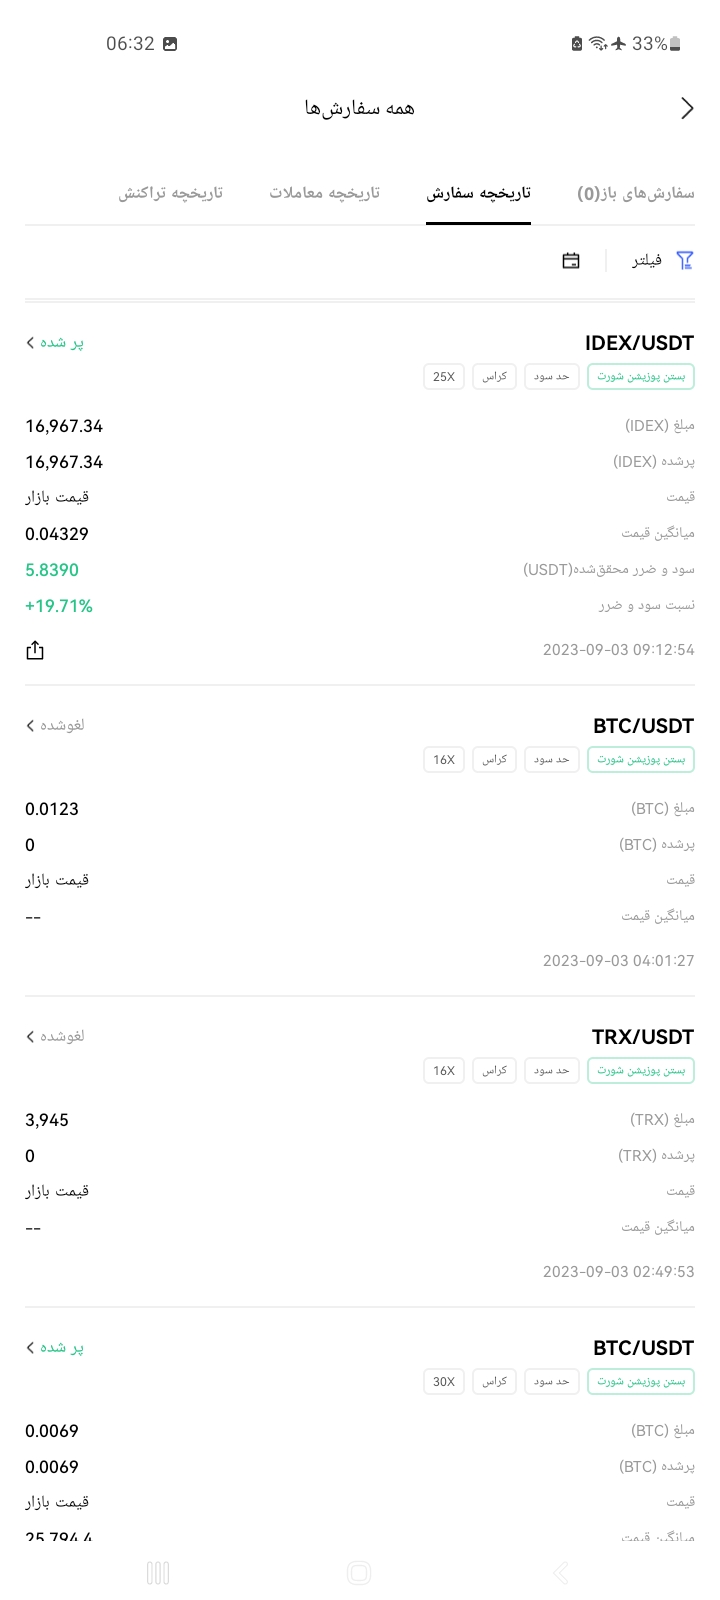 06:32 33%
همه سفارش‌ها
سفارش‌های باز(0) تاریخچه سفارش تاریخچه معاملات تاریخچه تراکنش
فیلتر
IDEX/USDT پر شده
بستن پوزیشن شورت حد سود کراس 25X
مبلغ (IDEX) 16,967.34
پرشده (IDEX) 16,967.34
قیمت قیمت بازار
میانگین قیمت 0.04329
سود و ضرر محقق‌شده(USDT) 5.8390
نسبت سود و ضرر +19.71%
2023-09-03 09:12:54
BTC/USDT لغوشده
بستن پوزیشن شورت حد سود کراس 16X
مبلغ (BTC) 0.0123
پرشده (BTC) 0
قیمت قیمت بازار
میانگین قیمت --
2023-09-03 04:01:27
TRX/USDT لغوشده
بستن پوزیشن شورت حد سود کراس 16X
مبلغ (TRX) 3,945
پرشده (TRX) 0
قیمت قیمت بازار
میانگین قیمت --
2023-09-03 02:49:53
BTC/USDT پر شده
بستن پوزیشن شورت حد سود کراس 30X
مبلغ (BTC) 0.0069
پرشده (BTC) 0.0069
قیمت قیمت بازار
میانگین قیمت 25,794.4